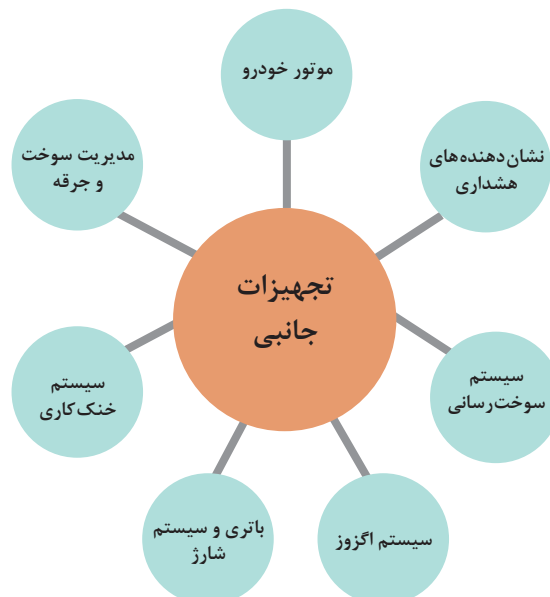 موتور خودرو
نشان‌دهنده‌های
هشداری
مدیریت سوخت
و جرقه
تجهیزات
جانبی
سیستم
سوخت‌رسانی
سیستم
خنک‌کاری
باتری و سیستم
شارژ
سیستم اگزوز